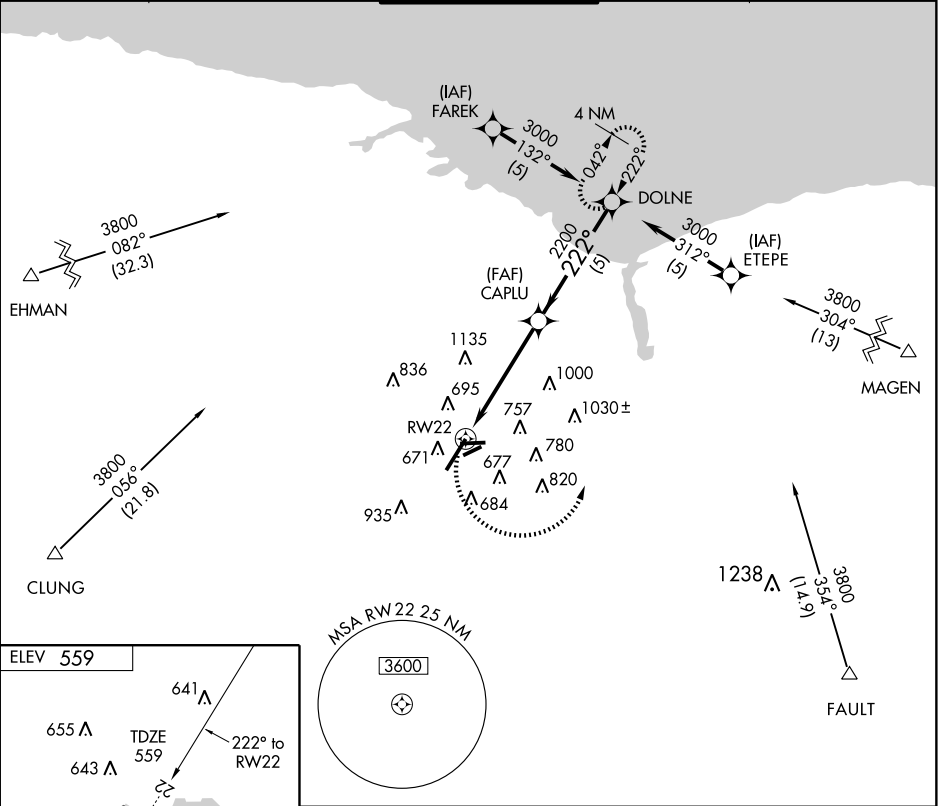 (IAF)
FAREK
3000
132°
(5)
4 NM
042°
222°
DOLNE
3800
082°
(32.3)
EHMAN
2200
222°
(5)
3000
312°
(5)
(IAF)
ETEPE
(FAF)
CAPLU
3800
304°
(13)
MAGEN
1135
836
695
1000
1030±
757
RW22
671
780
677
820
684
935
3800
056°
(21.8)
CLUNG
1238
3800
354°
(14.9)
FAULT
MSA RW 22 25 NM
3600
ELEV 559
641
655
TDZE
559
222° to
RW22
643
22